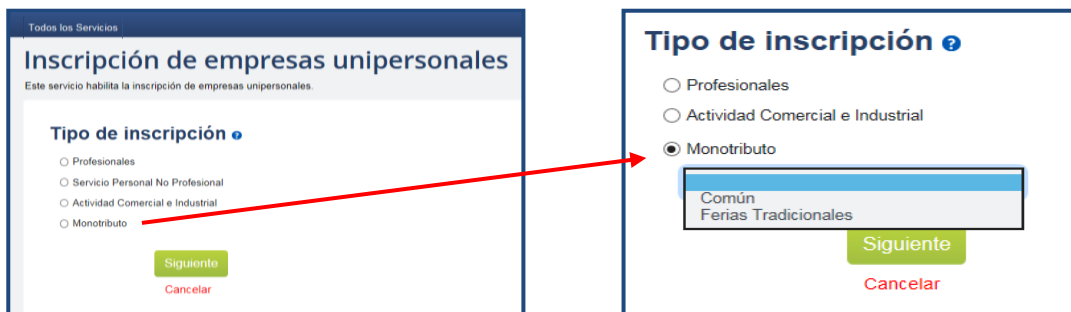 Todos los Servicios
Inscripción de empresas unipersonales
Este servicio habilita la inscripción de empresas unipersonales.
Tipo de inscripción
Profesionales
Servicio Personal No Profesional
Actividad Comercial e Industrial
Monotributo
Siguiente
Cancelar
Tipo de inscripción
Profesionales
Actividad Comercial e Industrial
Monotributo
Común
Ferias Tradicionales
Siguiente
Cancelar